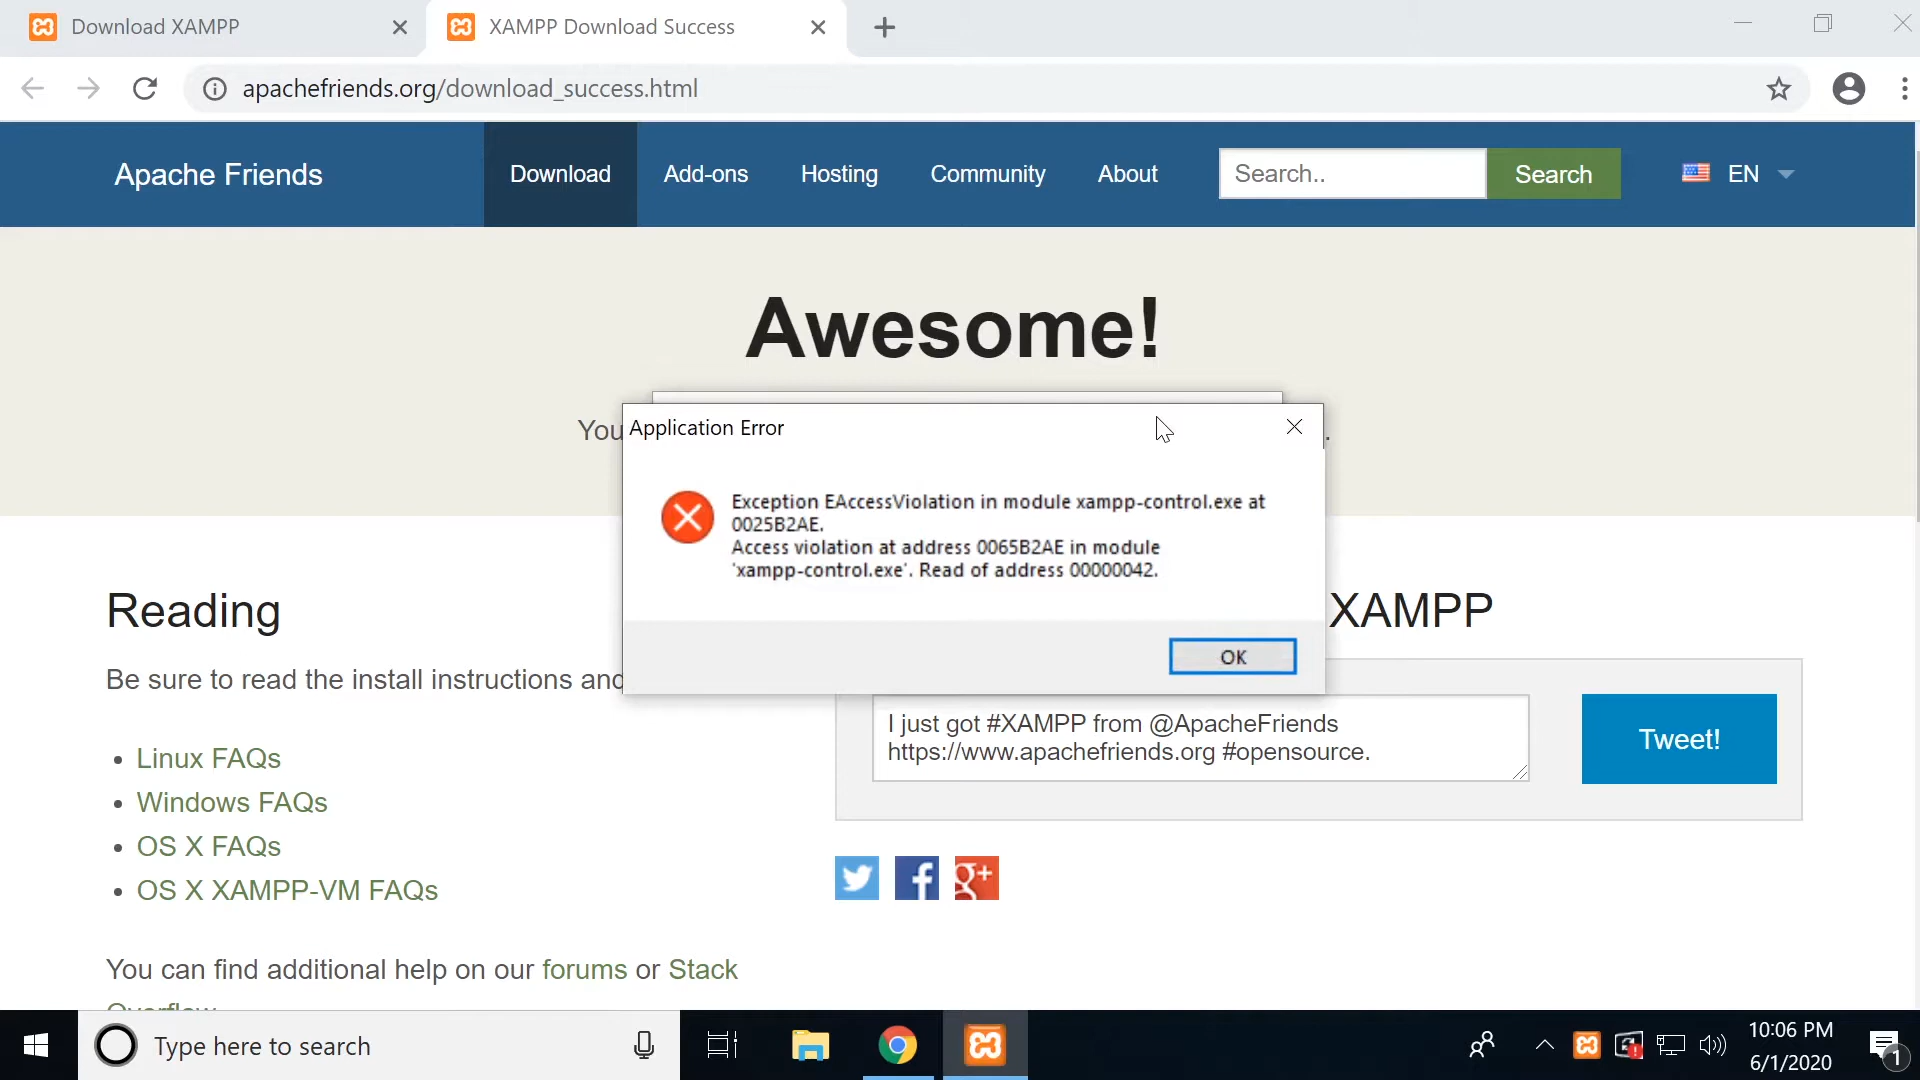 Download XAMPP
XAMPP Download Success
apachefriends.org/download_success.html
Apache Friends
Download
Add-ons
Hosting
Community
About
Search..
Search
EN
Awesome!
You
.
Application Error
Exception EAccessViolation in module xampp-control.exe at
0025B2AE.
Access violation at address 0065B2AE in module
'xampp-control.exe'. Read of address 00000042.
OK
Reading
Be sure to read the install instructions and
Linux FAQs
Windows FAQs
OS X FAQs
OS X XAMPP-VM FAQs
You can find additional help on our forums or Stack
Overflow
XAMPP
I just got #XAMPP from @ApacheFriends
https://www.apachefriends.org #opensource.
Tweet!
g+
Type here to search
10:06 PM
6/1/2020
1